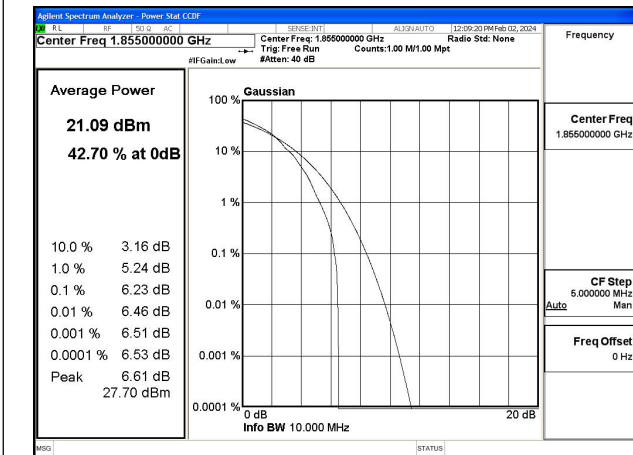 Agilent Spectrum Analyzer - Power Stat CCDF
RL RF 50 Ω AC SENSE:INT ALIGN AUTO 12:09:20 PM Feb 02, 2024
Center Freq 1.855000000 GHz
Center Freq: 1.855000000 GHz Radio Std: None
Trig: Free Run Counts:1.00 M/1.00 Mpt
#IFGain:Low #Atten: 40 dB
Frequency
Average Power
21.09 dBm
42.70 % at 0dB
10.0 % 3.16 dB
1.0 % 5.24 dB
0.1 % 6.23 dB
0.01 % 6.46 dB
0.001 % 6.51 dB
0.0001 % 6.53 dB
Peak 6.61 dB
27.70 dBm
Gaussian
100 %
10 %
1 %
0.1 %
0.01 %
0.001 %
0.0001 %
0 dB 20 dB
Info BW 10.000 MHz
Center Freq
1.855000000 GHz
CF Step
5.000000 MHz
Auto Man
Freq Offset
0 Hz
MSG STATUS